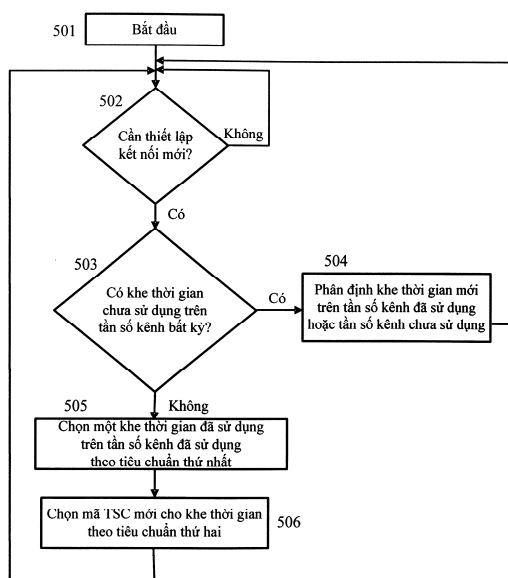 501
Bắt đầu
502
Cần thiết lập
kết nối mới?
Không
Có
503
Có khe thời gian
chưa sử dụng trên
tần số kênh bất kỳ?
Có
504
Phân định khe thời gian mới
trên tần số kênh đã sử dụng
hoặc tần số kênh chưa sử dụng
Không
505
Chọn một khe thời gian đã sử dụng
trên tần số kênh đã sử dụng
theo tiêu chuẩn thứ nhất
Chọn mã TSC mới cho khe thời gian
theo tiêu chuẩn thứ hai
506